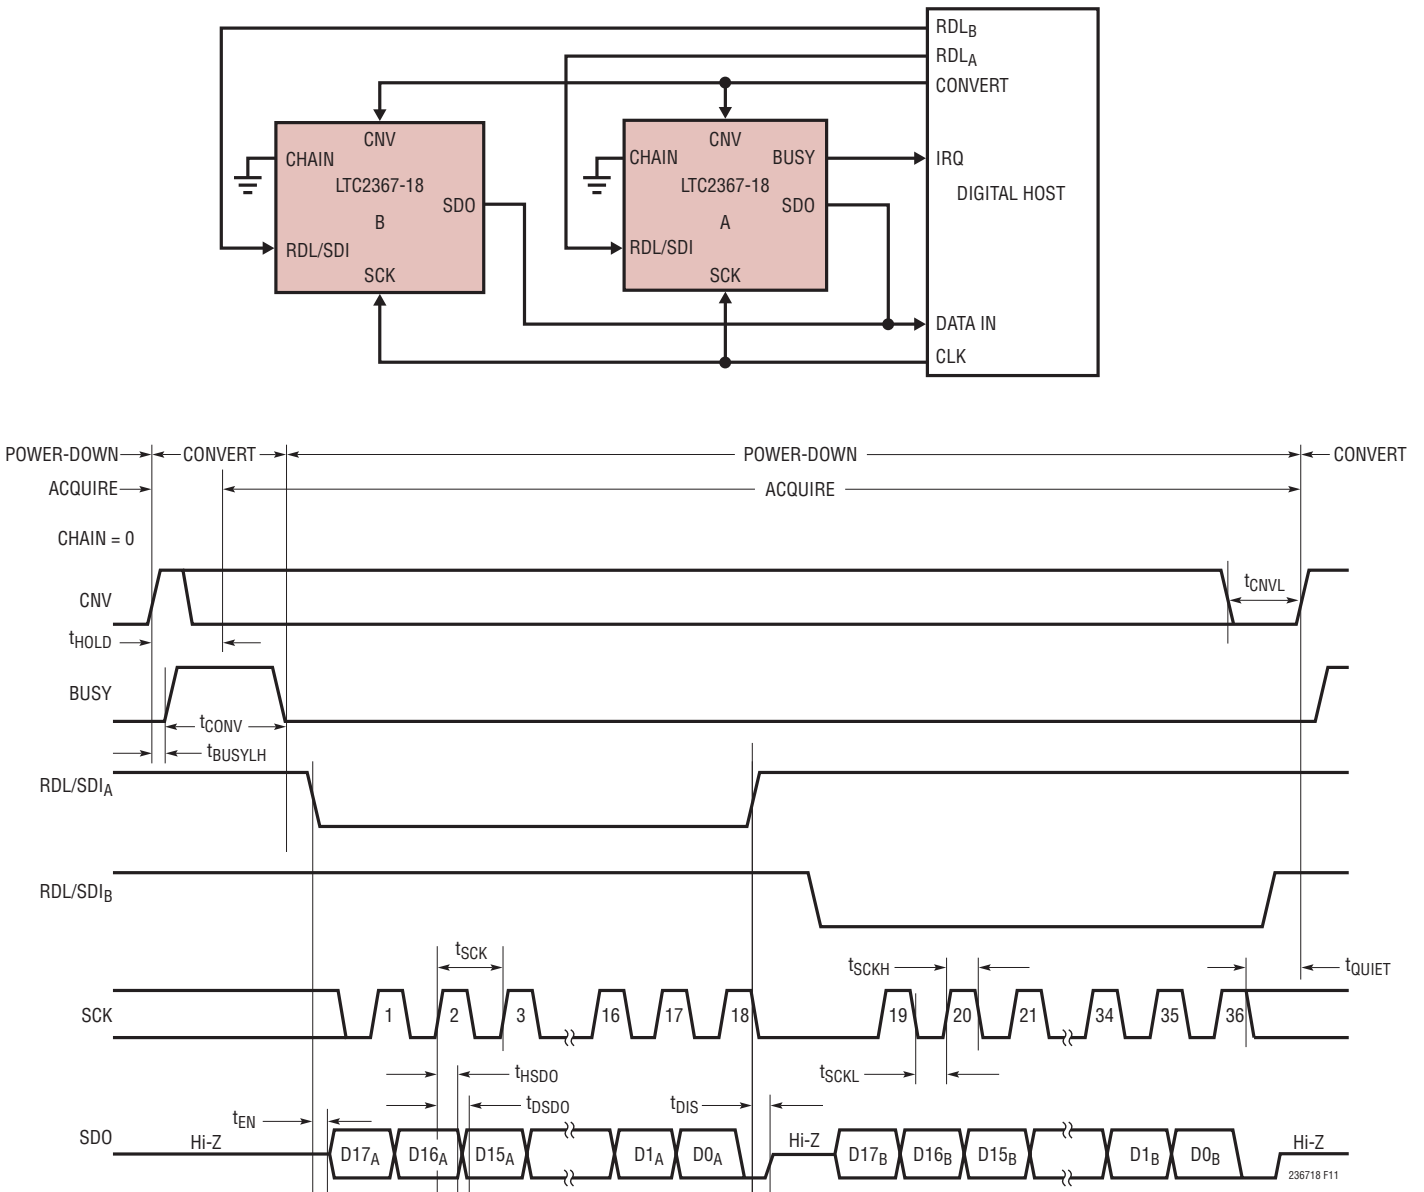 RDLB
RDLA
CONVERT
CNV
CNV
CHAIN
CHAIN
BUSY
IRQ
LTC2367-18
LTC2367-18
DIGITAL HOST
SDO
SDO
B
A
RDL/SDI
RDL/SDI
SCK
SCK
DATA IN
CLK
POWER-DOWN
CONVERT
POWER-DOWN
CONVERT
ACQUIRE
ACQUIRE
CHAIN = 0
CNV
tCNVL
tHOLD
BUSY
tCONV
tBUSYLH
RDL/SDIA
RDL/SDIB
tSCK
tSCKH
tQUIET
SCK
1 2 3 16 17 18 19 20 21 34 35 36
tHSDO
tSCKL
tDSDO
tDIS
tEN
SDO
Hi-Z D17A D16A D15A D1A D0A Hi-Z D17B D16B D15B D1B D0B Hi-Z
236718 F11